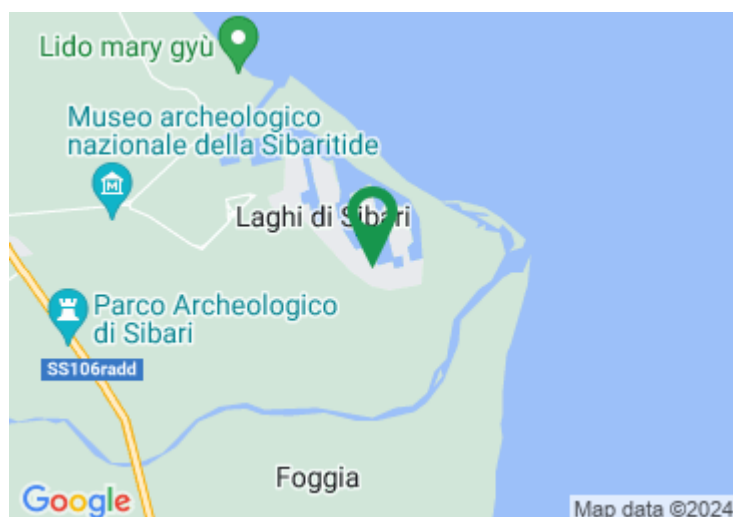 Lido mary gyù
Museo archeologico
nazionale della Sibaritide
M
Laghi di Sibari
Parco Archeologico
di Sibari
SS106radd
Foggia
Google
Map data ©2024